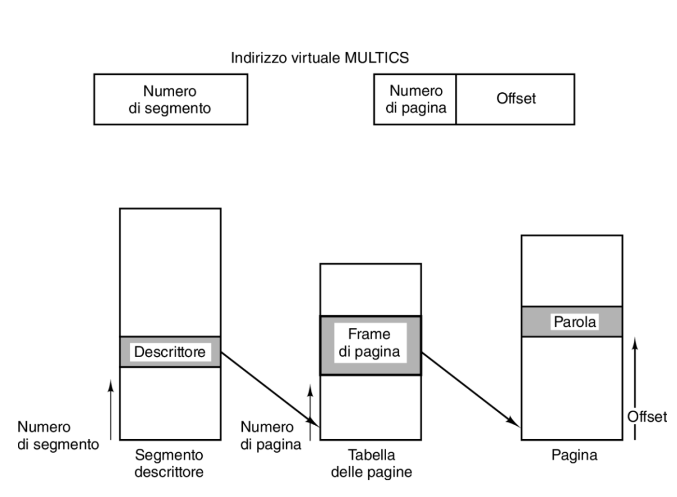 Indirizzo virtuale MULTICS
Numero
di segmento
Numero
di pagina
Offset
Descrittore
Frame
di pagina
Parola
Numero
di segmento
Numero
di pagina
Offset
Segmento
descrittore
Tabella
delle pagine
Pagina